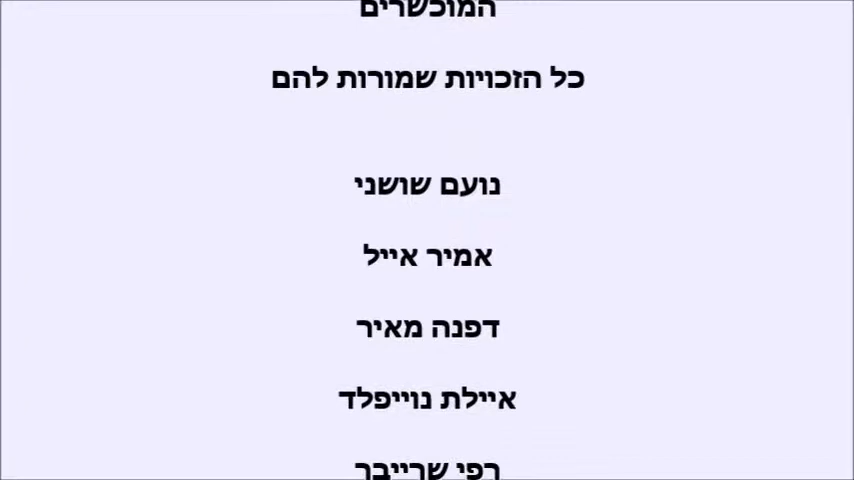 המוכשרים
כל הזכויות שמורות להם
נועם שושני
אמיר אייל
דפנה מאיר
איילת נוייפלד
רפי שרייבר